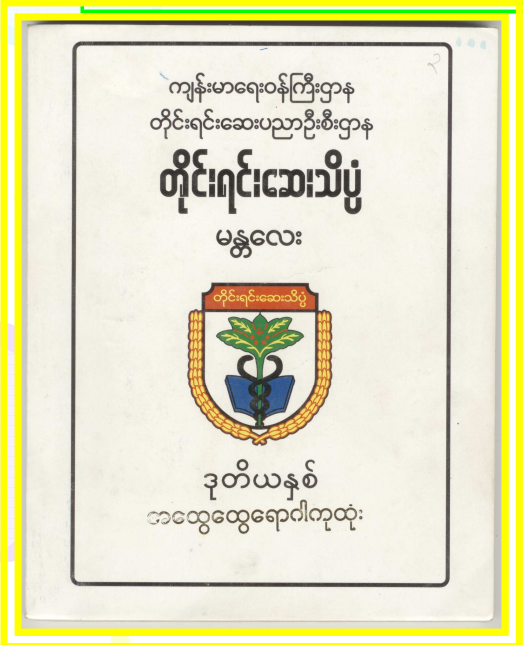 ၂
ကျန်းမာရေးဝန်ကြီးဌာန
တိုင်းရင်းဆေးပညာဦးစီးဌာန
တိုင်းရင်းဆေးသိပ္ပံ
မန္တလေး
တိုင်းရင်းဆေးသိပ္ပံ
ဒုတိယနှစ်
အထွေထွေရောဂါကုထုံး